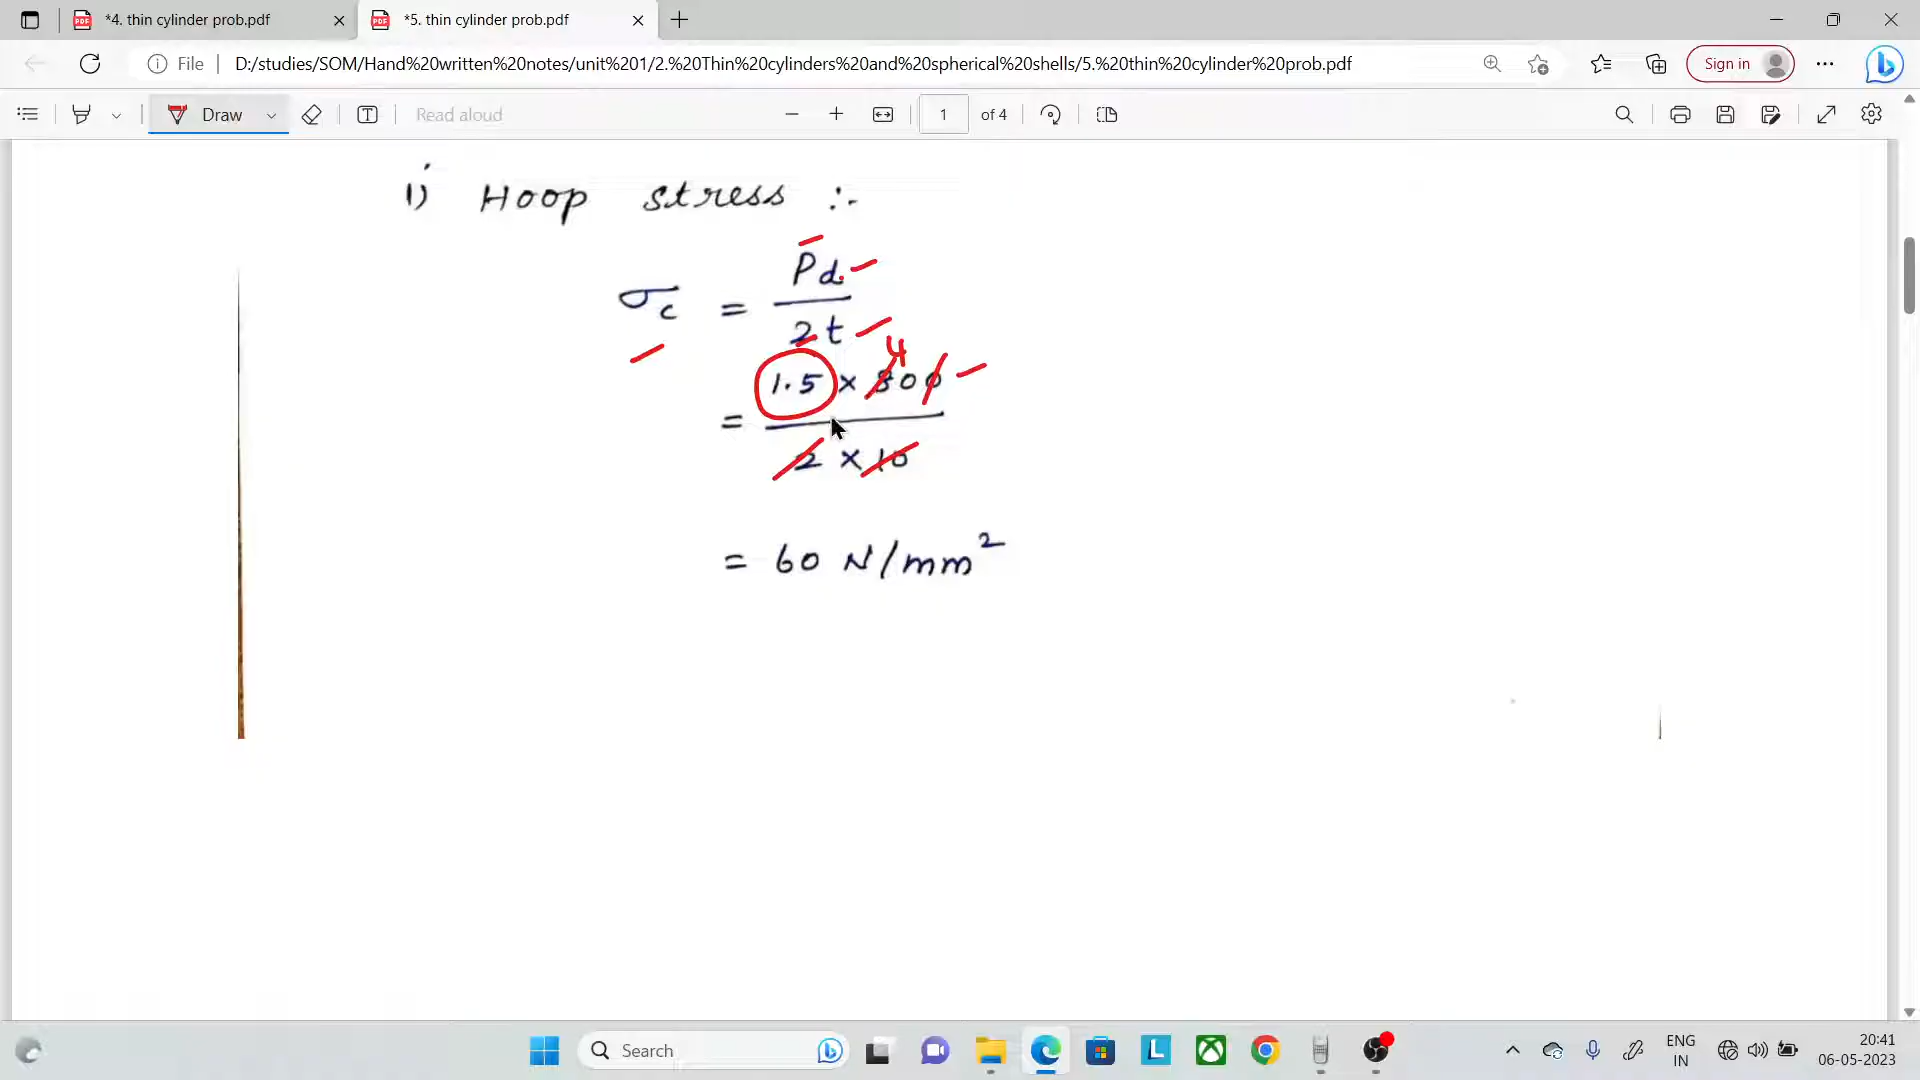 *4. thin cylinder prob.pdf
*5. thin cylinder prob.pdf
File
D:/studies/SOM/Hand%20written%20notes/unit%201/2.%20Thin%20cylinders%20and%20spherical%20shells/5.%20thin%20cylinder%20prob.pdf
Sign in
Draw
Read aloud
1
of 4
1) Hoop stress :-
σc = Pd / 2t
4
= 1.5 × 800 / 2 × 10
= 60 N/mm²
Search
ENG
IN
20:41
06-05-2023